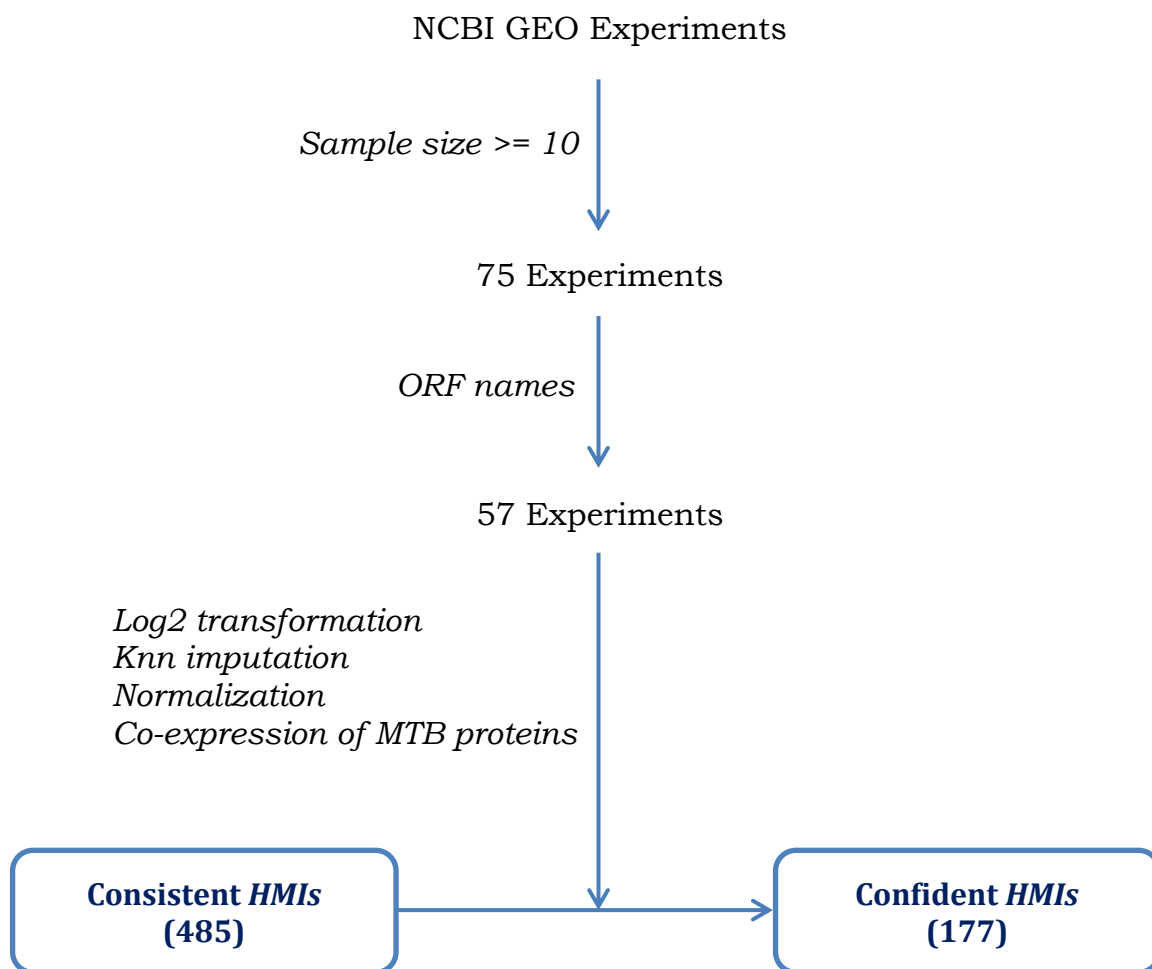 NCBI GEO Experiments
Sample size >= 10
75 Experiments
ORF names
57 Experiments
Log2 transformation
Knn imputation
Normalization
Co-expression of MTB proteins
Consistent HMIs
(485)
Confident HMIs
(177)